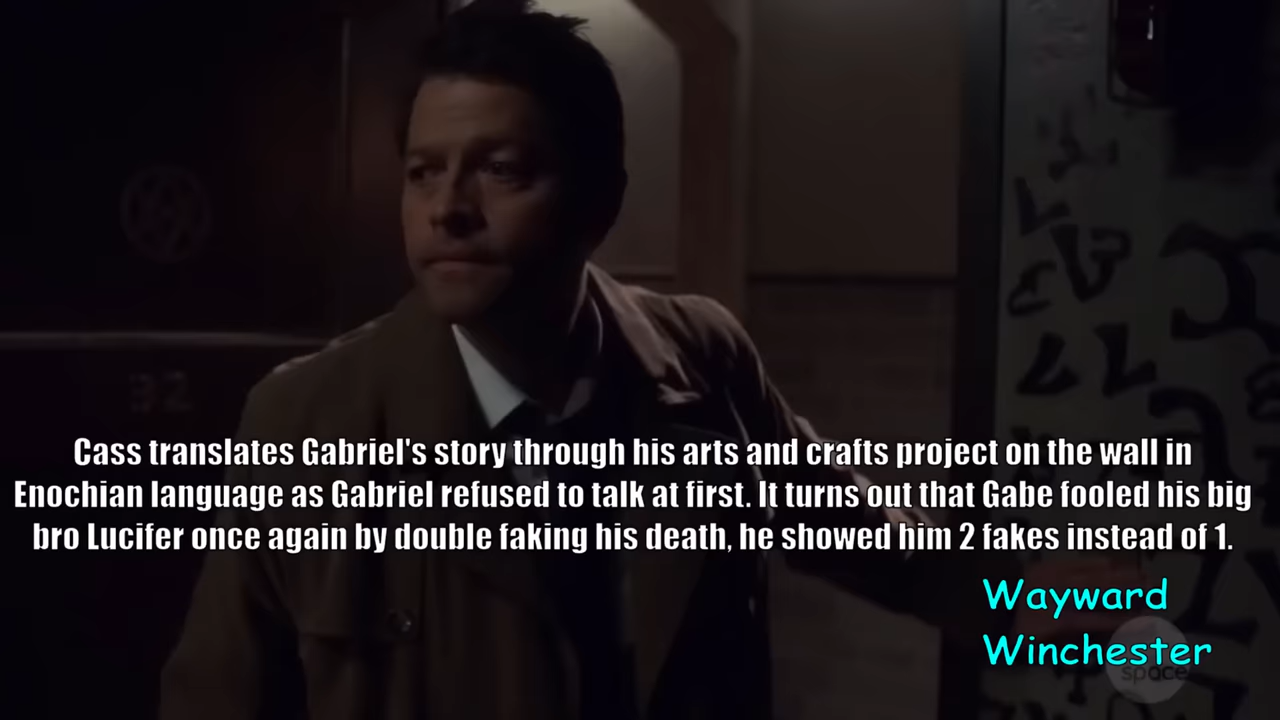 92
Cass translates Gabriel's story through his arts and crafts project on the wall in
Enochian language as Gabriel refused to talk at first. It turns out that Gabe fooled his big
bro Lucifer once again by double faking his death, he showed him 2 fakes instead of 1.
Wayward
Winchester
space